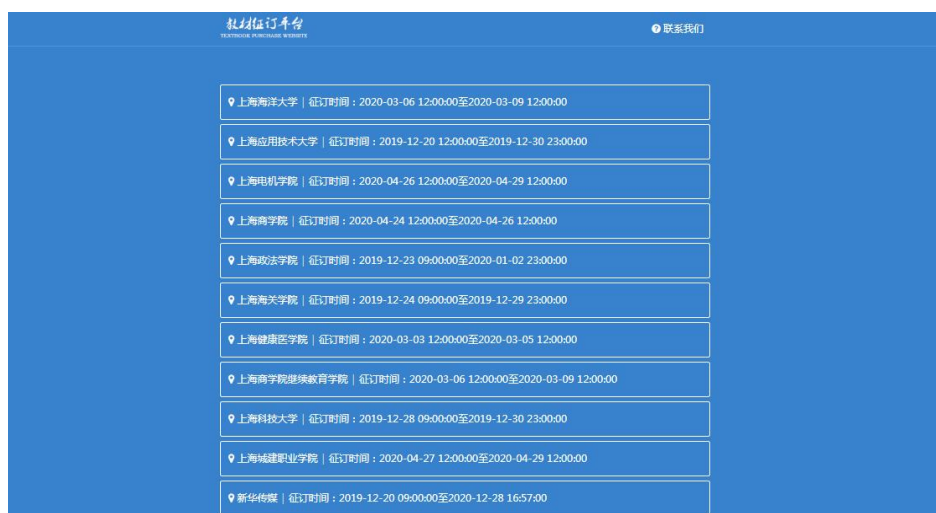 教材征订平台
TEXTBOOK PURCHASE WEBSITE
联系我们
上海海洋大学 | 征订时间：2020-03-06 12:00:00至2020-03-09 12:00:00
上海应用技术大学 | 征订时间：2019-12-20 12:00:00至2019-12-30 23:00:00
上海电机学院 | 征订时间：2020-04-26 12:00:00至2020-04-29 12:00:00
上海商学院 | 征订时间：2020-04-24 12:00:00至2020-04-26 12:00:00
上海政法学院 | 征订时间：2019-12-23 09:00:00至2020-01-02 23:00:00
上海海关学院 | 征订时间：2019-12-24 09:00:00至2019-12-29 23:00:00
上海健康医学院 | 征订时间：2020-03-03 12:00:00至2020-03-05 12:00:00
上海商学院继续教育学院 | 征订时间：2020-03-06 12:00:00至2020-03-09 12:00:00
上海科技大学 | 征订时间：2019-12-28 09:00:00至2019-12-30 23:00:00
上海城建职业学院 | 征订时间：2020-04-27 12:00:00至2020-04-29 12:00:00
新华传媒 | 征订时间：2019-12-20 09:00:00至2020-12-28 16:57:00